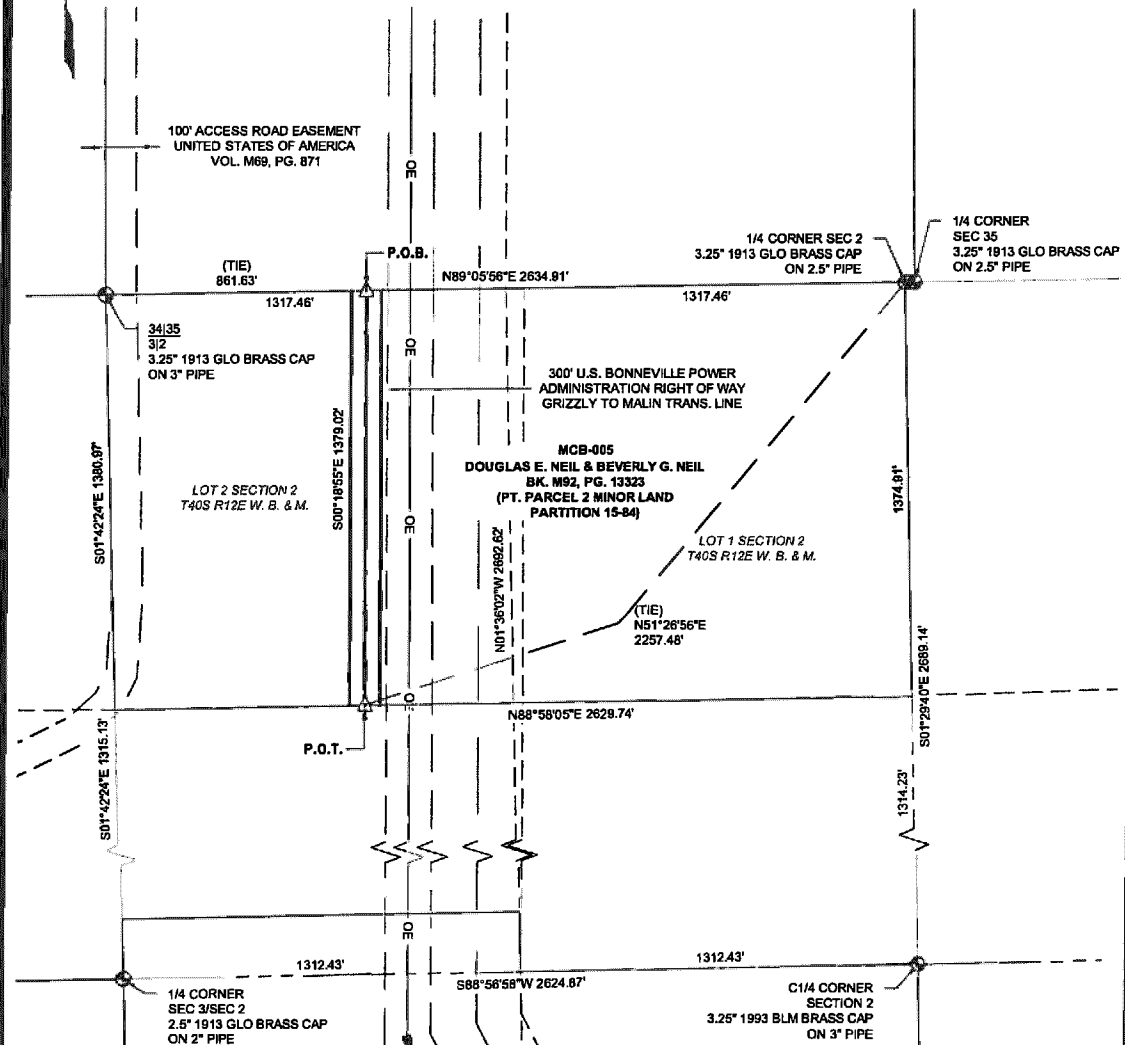 100' ACCESS ROAD EASEMENT
UNITED STATES OF AMERICA
VOL. M69, PG. 871
OE
P.O.B.
1/4 CORNER SEC 2
3.25" 1913 GLO BRASS CAP
ON 2.5" PIPE
1/4 CORNER
SEC 35
3.25" 1913 GLO BRASS CAP
ON 2.5" PIPE
(TIE)
861.63'
1317.46'
N89°05'56"E 2634.91'
1317.46'
34|35
3|2
3.25" 1913 GLO BRASS CAP
ON 3" PIPE
OE
300' U.S. BONNEVILLE POWER
ADMINISTRATION RIGHT OF WAY
GRIZZLY TO MALIN TRANS. LINE
MCB-005
DOUGLAS E. NEIL & BEVERLY G. NEIL
BK. M92, PG. 13323
(PT. PARCEL 2 MINOR LAND
PARTITION 15-84)
S01°42'24"E 1380.97'
LOT 2 SECTION 2
T40S R12E W. B. & M.
S00°18'55"E 1379.02'
OE
N01°36'02"W 2692.62'
LOT 1 SECTION 2
T40S R12E W. B. & M.
1374.91'
(TIE)
N51°26'56"E
2257.48'
S01°29'40"E 2689.14'
OE
N88°58'05"E 2629.74'
P.O.T.
S01°42'24"E 1315.13'
1314.23'
OE
1312.43'
S88°56'58"W 2624.87'
1312.43'
1/4 CORNER
SEC 3/SEC 2
2.5" 1913 GLO BRASS CAP
ON 2" PIPE
C1/4 CORNER
SECTION 2
3.25" 1993 BLM BRASS CAP
ON 3" PIPE